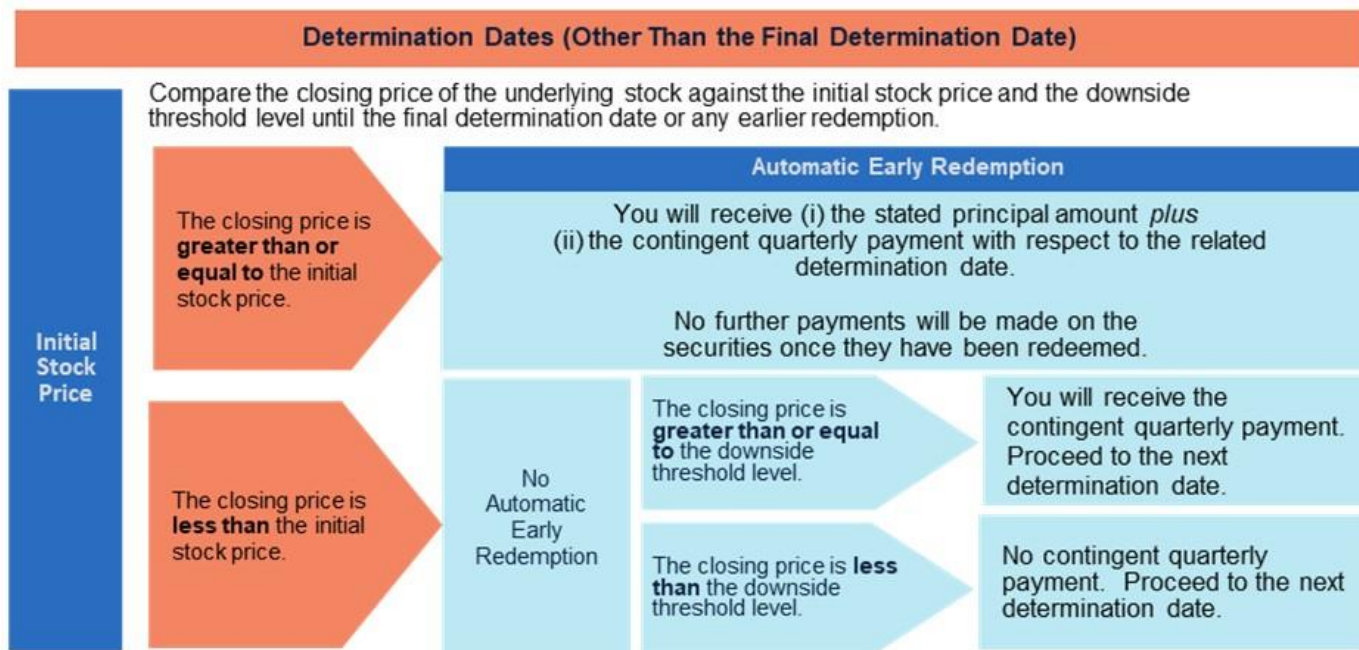 Determination Dates (Other Than the Final Determination Date)
Compare the closing price of the underlying stock against the initial stock price and the downside
threshold level until the final determination date or any earlier redemption.
Initial
Stock
Price
The closing price is
greater than or
equal to the initial
stock price.
Automatic Early Redemption
You will receive (i) the stated principal amount plus
(ii) the contingent quarterly payment with respect to the related
determination date.
No further payments will be made on the
securities once they have been redeemed.
The closing price is
less than the initial
stock price.
No
Automatic
Early
Redemption
The closing price is
greater than or equal
to the downside
threshold level.
You will receive the
contingent quarterly payment.
Proceed to the next
determination date.
The closing price is less
than the downside
threshold level.
No contingent quarterly
payment. Proceed to the next
determination date.